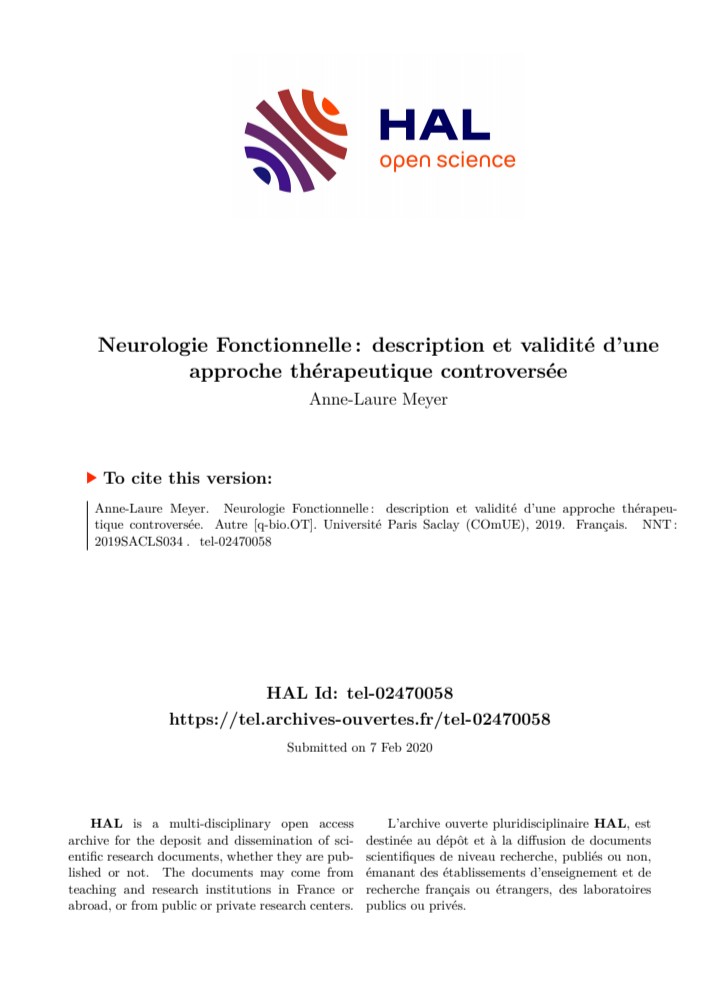 HAL
open science
Neurologie Fonctionnelle : description et validité d'une
approche thérapeutique controversée
Anne-Laure Meyer
To cite this version:
Anne-Laure Meyer. Neurologie Fonctionnelle : description et validité d'une approche thérapeu-
tique controversée. Autre [q-bio.OT]. Université Paris Saclay (COmUE), 2019. Français. NNT :
2019SACLS034 . tel-02470058
HAL Id: tel-02470058
https://tel.archives-ouvertes.fr/tel-02470058
Submitted on 7 Feb 2020
HAL is a multi-disciplinary open access
archive for the deposit and dissemination of sci-
entific research documents, whether they are pub-
lished or not. The documents may come from
teaching and research institutions in France or
abroad, or from public or private research centers.
L'archive ouverte pluridisciplinaire HAL, est
destinée au dépôt et à la diffusion de documents
scientifiques de niveau recherche, publiés ou non,
émanant des établissements d'enseignement et de
recherche français ou étrangers, des laboratoires
publics ou privés.